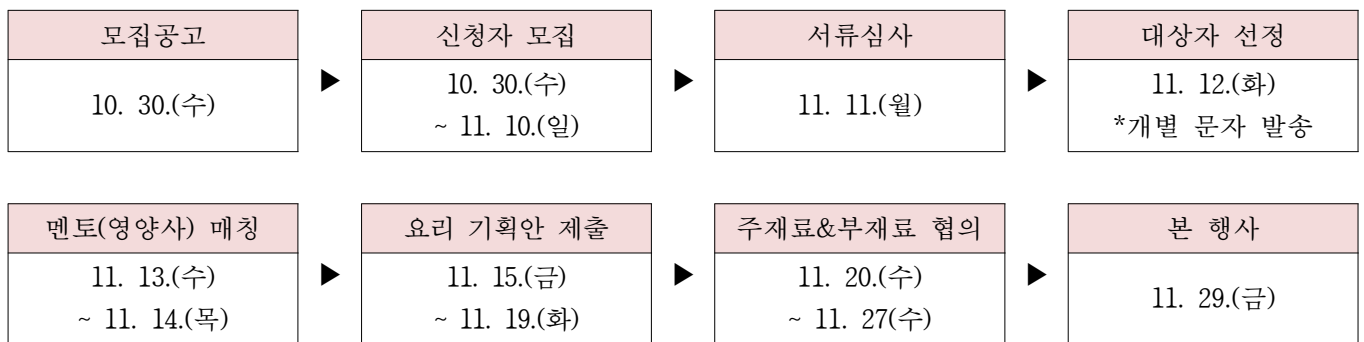 모집공고
10. 30.(수)
▶
신청자 모집
10. 30.(수)
~ 11. 10.(일)
▶
서류심사
11. 11.(월)
▶
대상자 선정
11. 12.(화)
*개별 문자 발송
멘토(영양사) 매칭
11. 13.(수)
~ 11. 14.(목)
▶
요리 기획안 제출
11. 15.(금)
~ 11. 19.(화)
▶
주재료&부재료 협의
11. 20.(수)
~ 11. 27(수)
▶
본 행사
11. 29.(금)